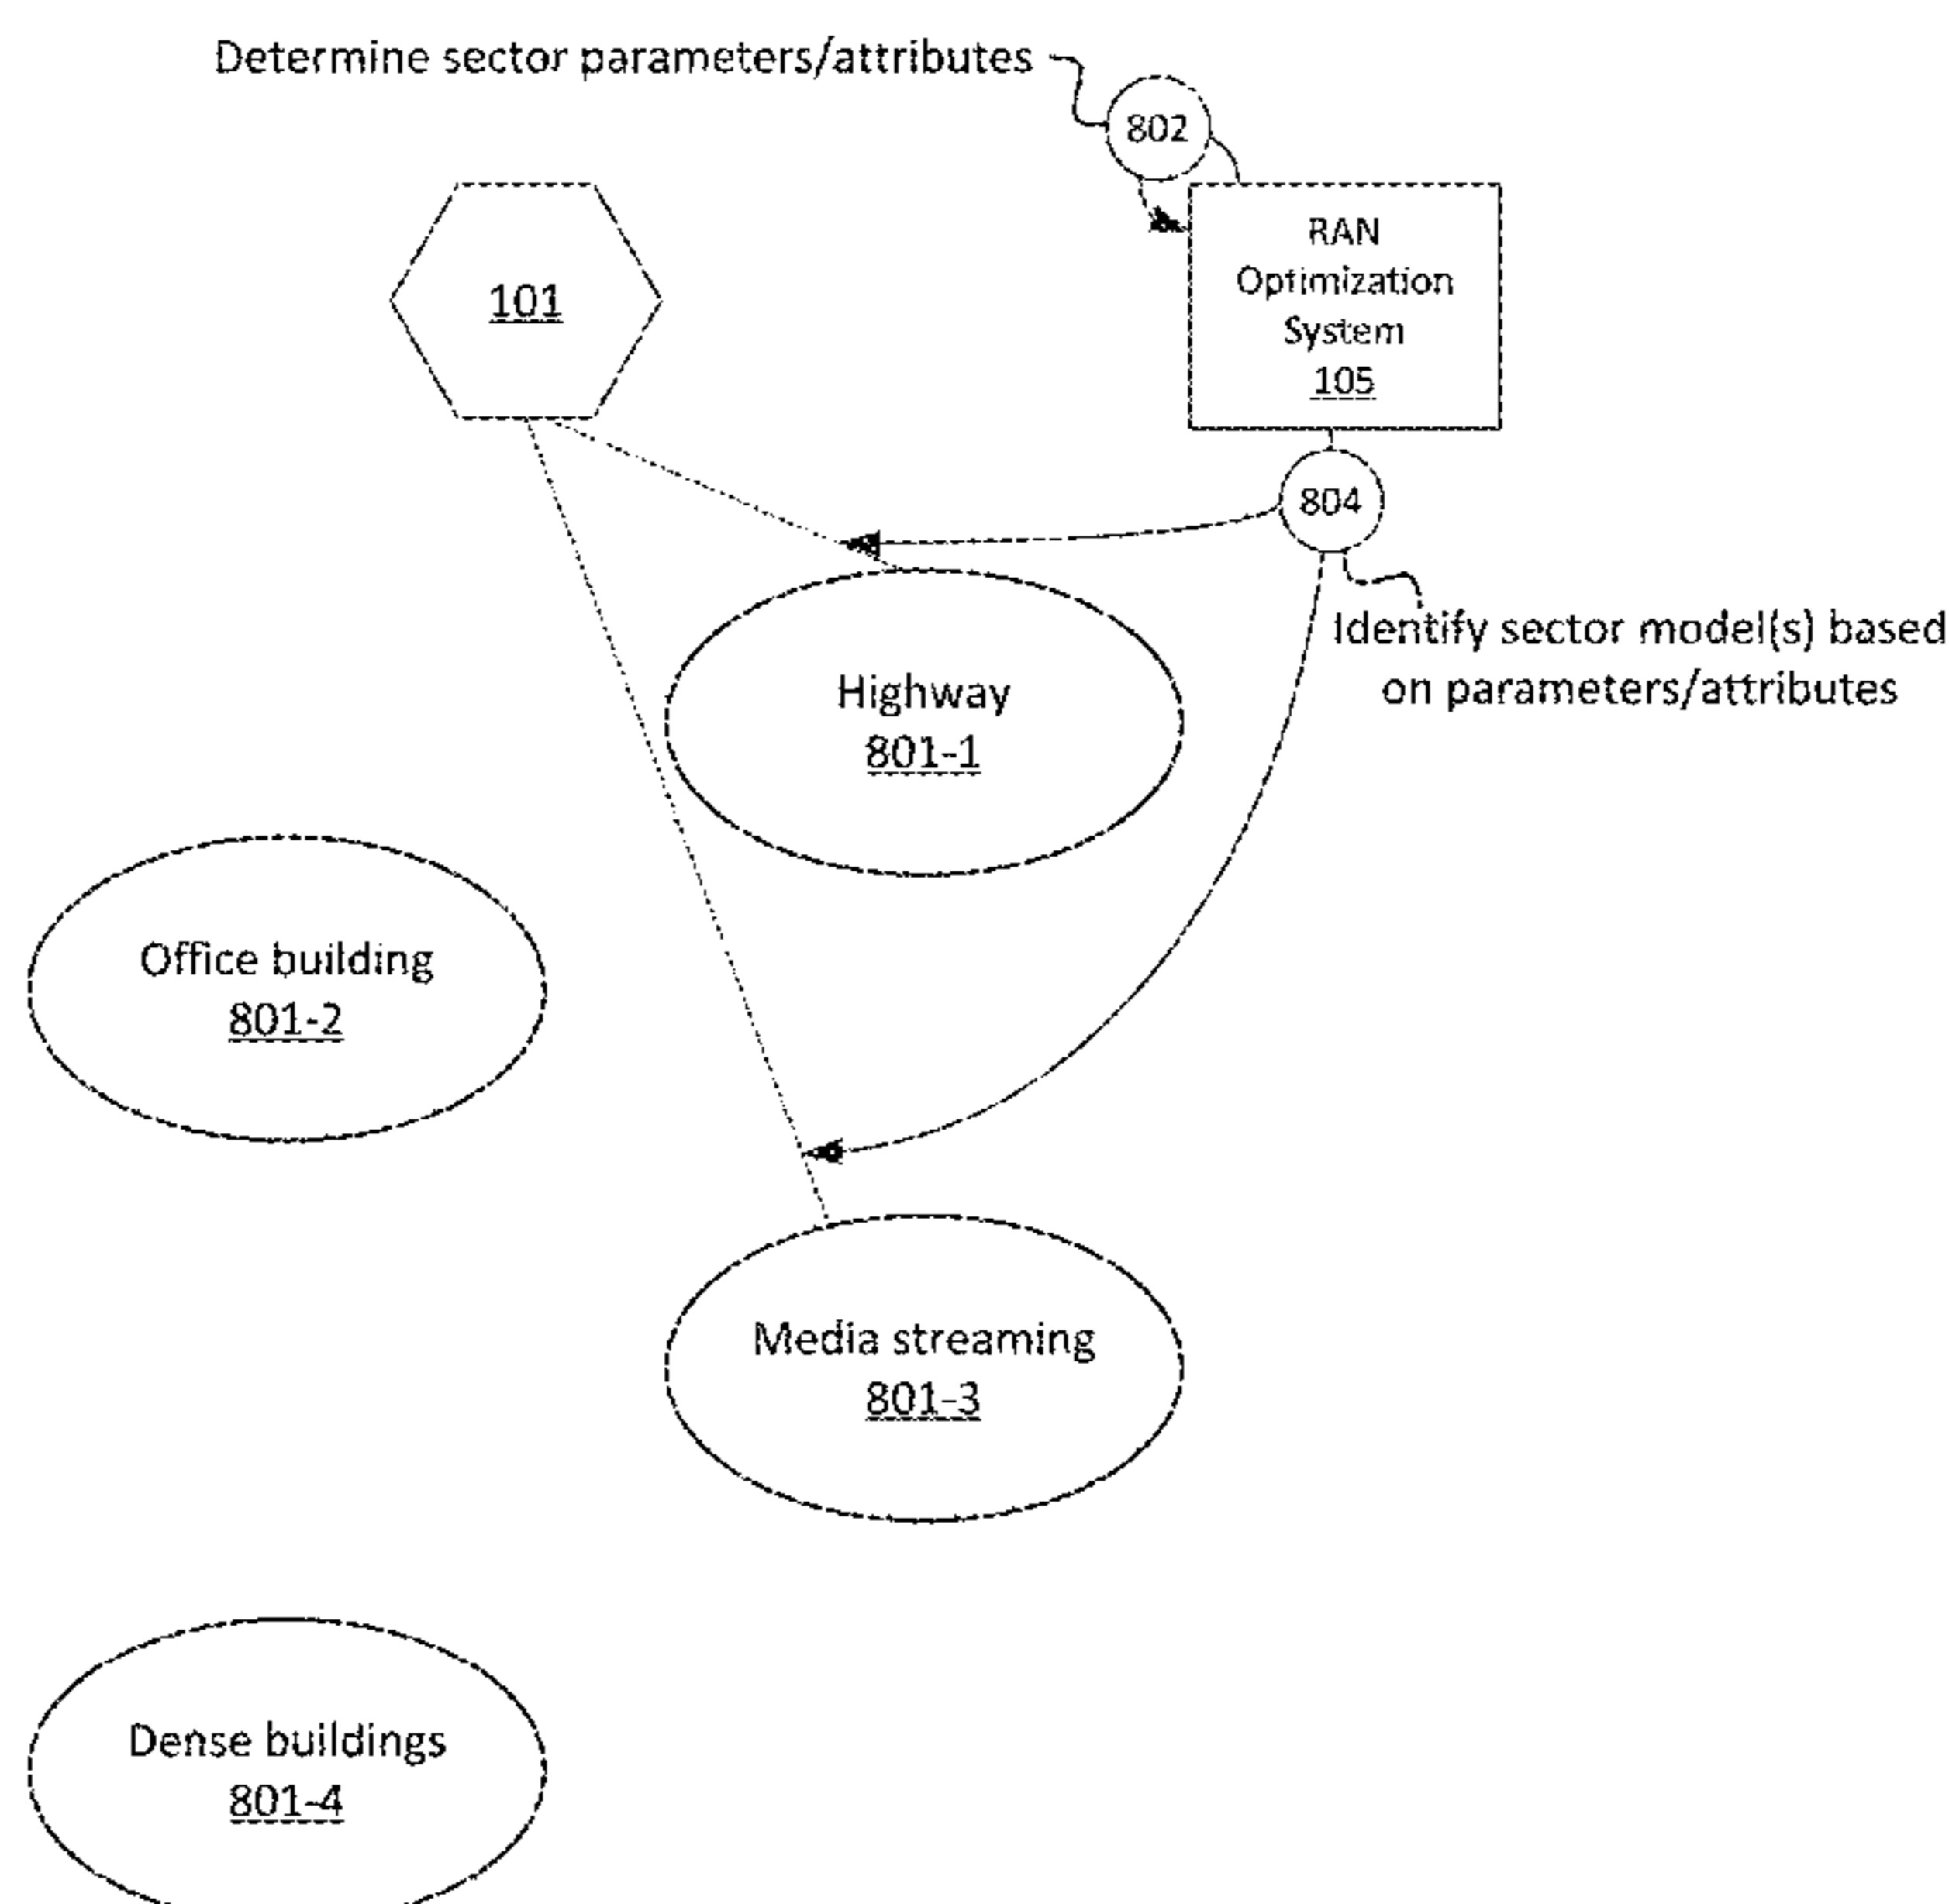 Determine sector parameters/attributes
802
RAN
Optimization
System
105
101
804
Identify sector model(s) based
on parameters/attributes
Highway
801-1
Office building
801-2
Media streaming
801-3
Dense buildings
801-4